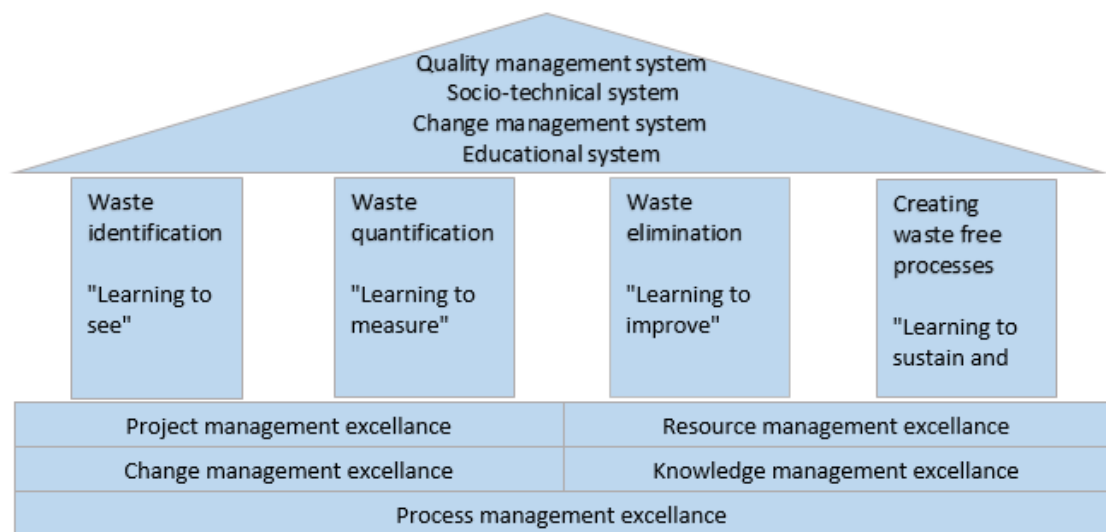 Quality management system
Socio-technical system
Change management system
Educational system
Waste
identification
"Learning to
see"
Waste
quantification
"Learning to
measure"
Waste
elimination
"Learning to
improve"
Creating
waste free
processes
"Learning to
sustain and
Project management excellance
Resource management excellance
Change management excellance
Knowledge management excellance
Process management excellance